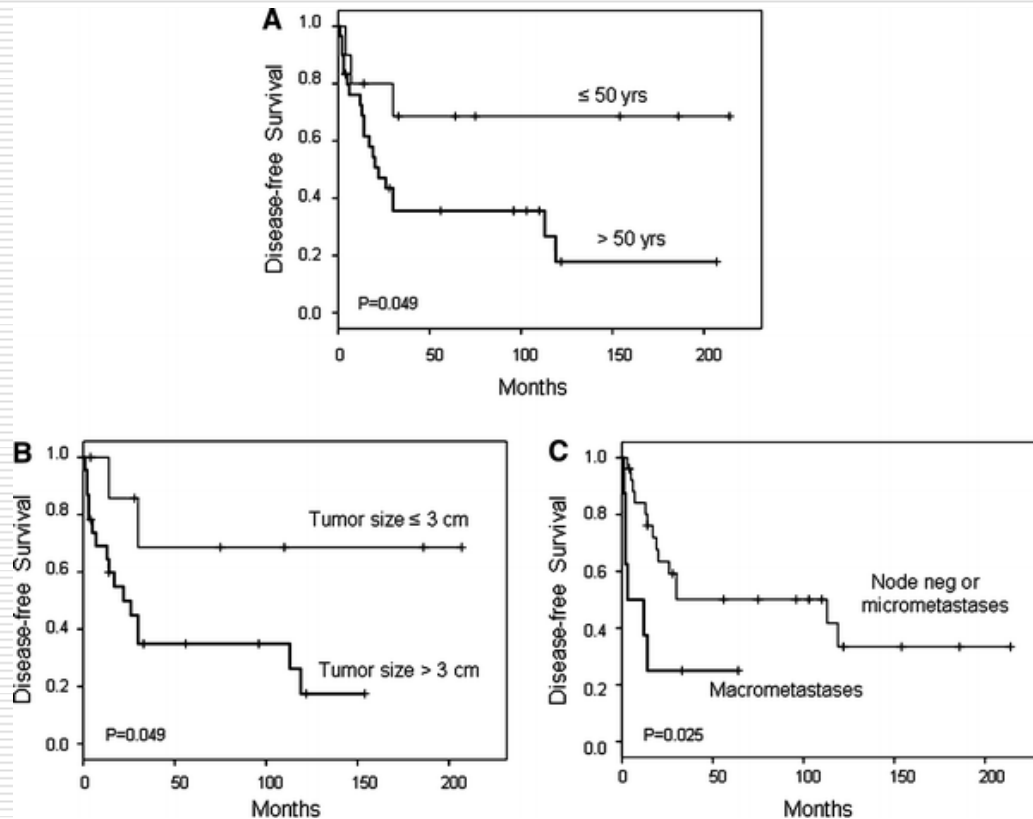 A
Disease-free Survival
1.0
0.8
0.6
0.4
0.2
0.0
≤ 50 yrs
> 50 yrs
P=0.049
0 50 100 150 200
Months
B
Disease-free Survival
1.0
0.8
0.6
0.4
0.2
0.0
Tumor size ≤ 3 cm
Tumor size > 3 cm
P=0.049
0 50 100 150 200
Months
C
Disease-free Survival
1.0
0.8
0.6
0.4
0.2
0.0
Node neg or
micrometastases
Macrometastases
P=0.025
0 50 100 150 200
Months